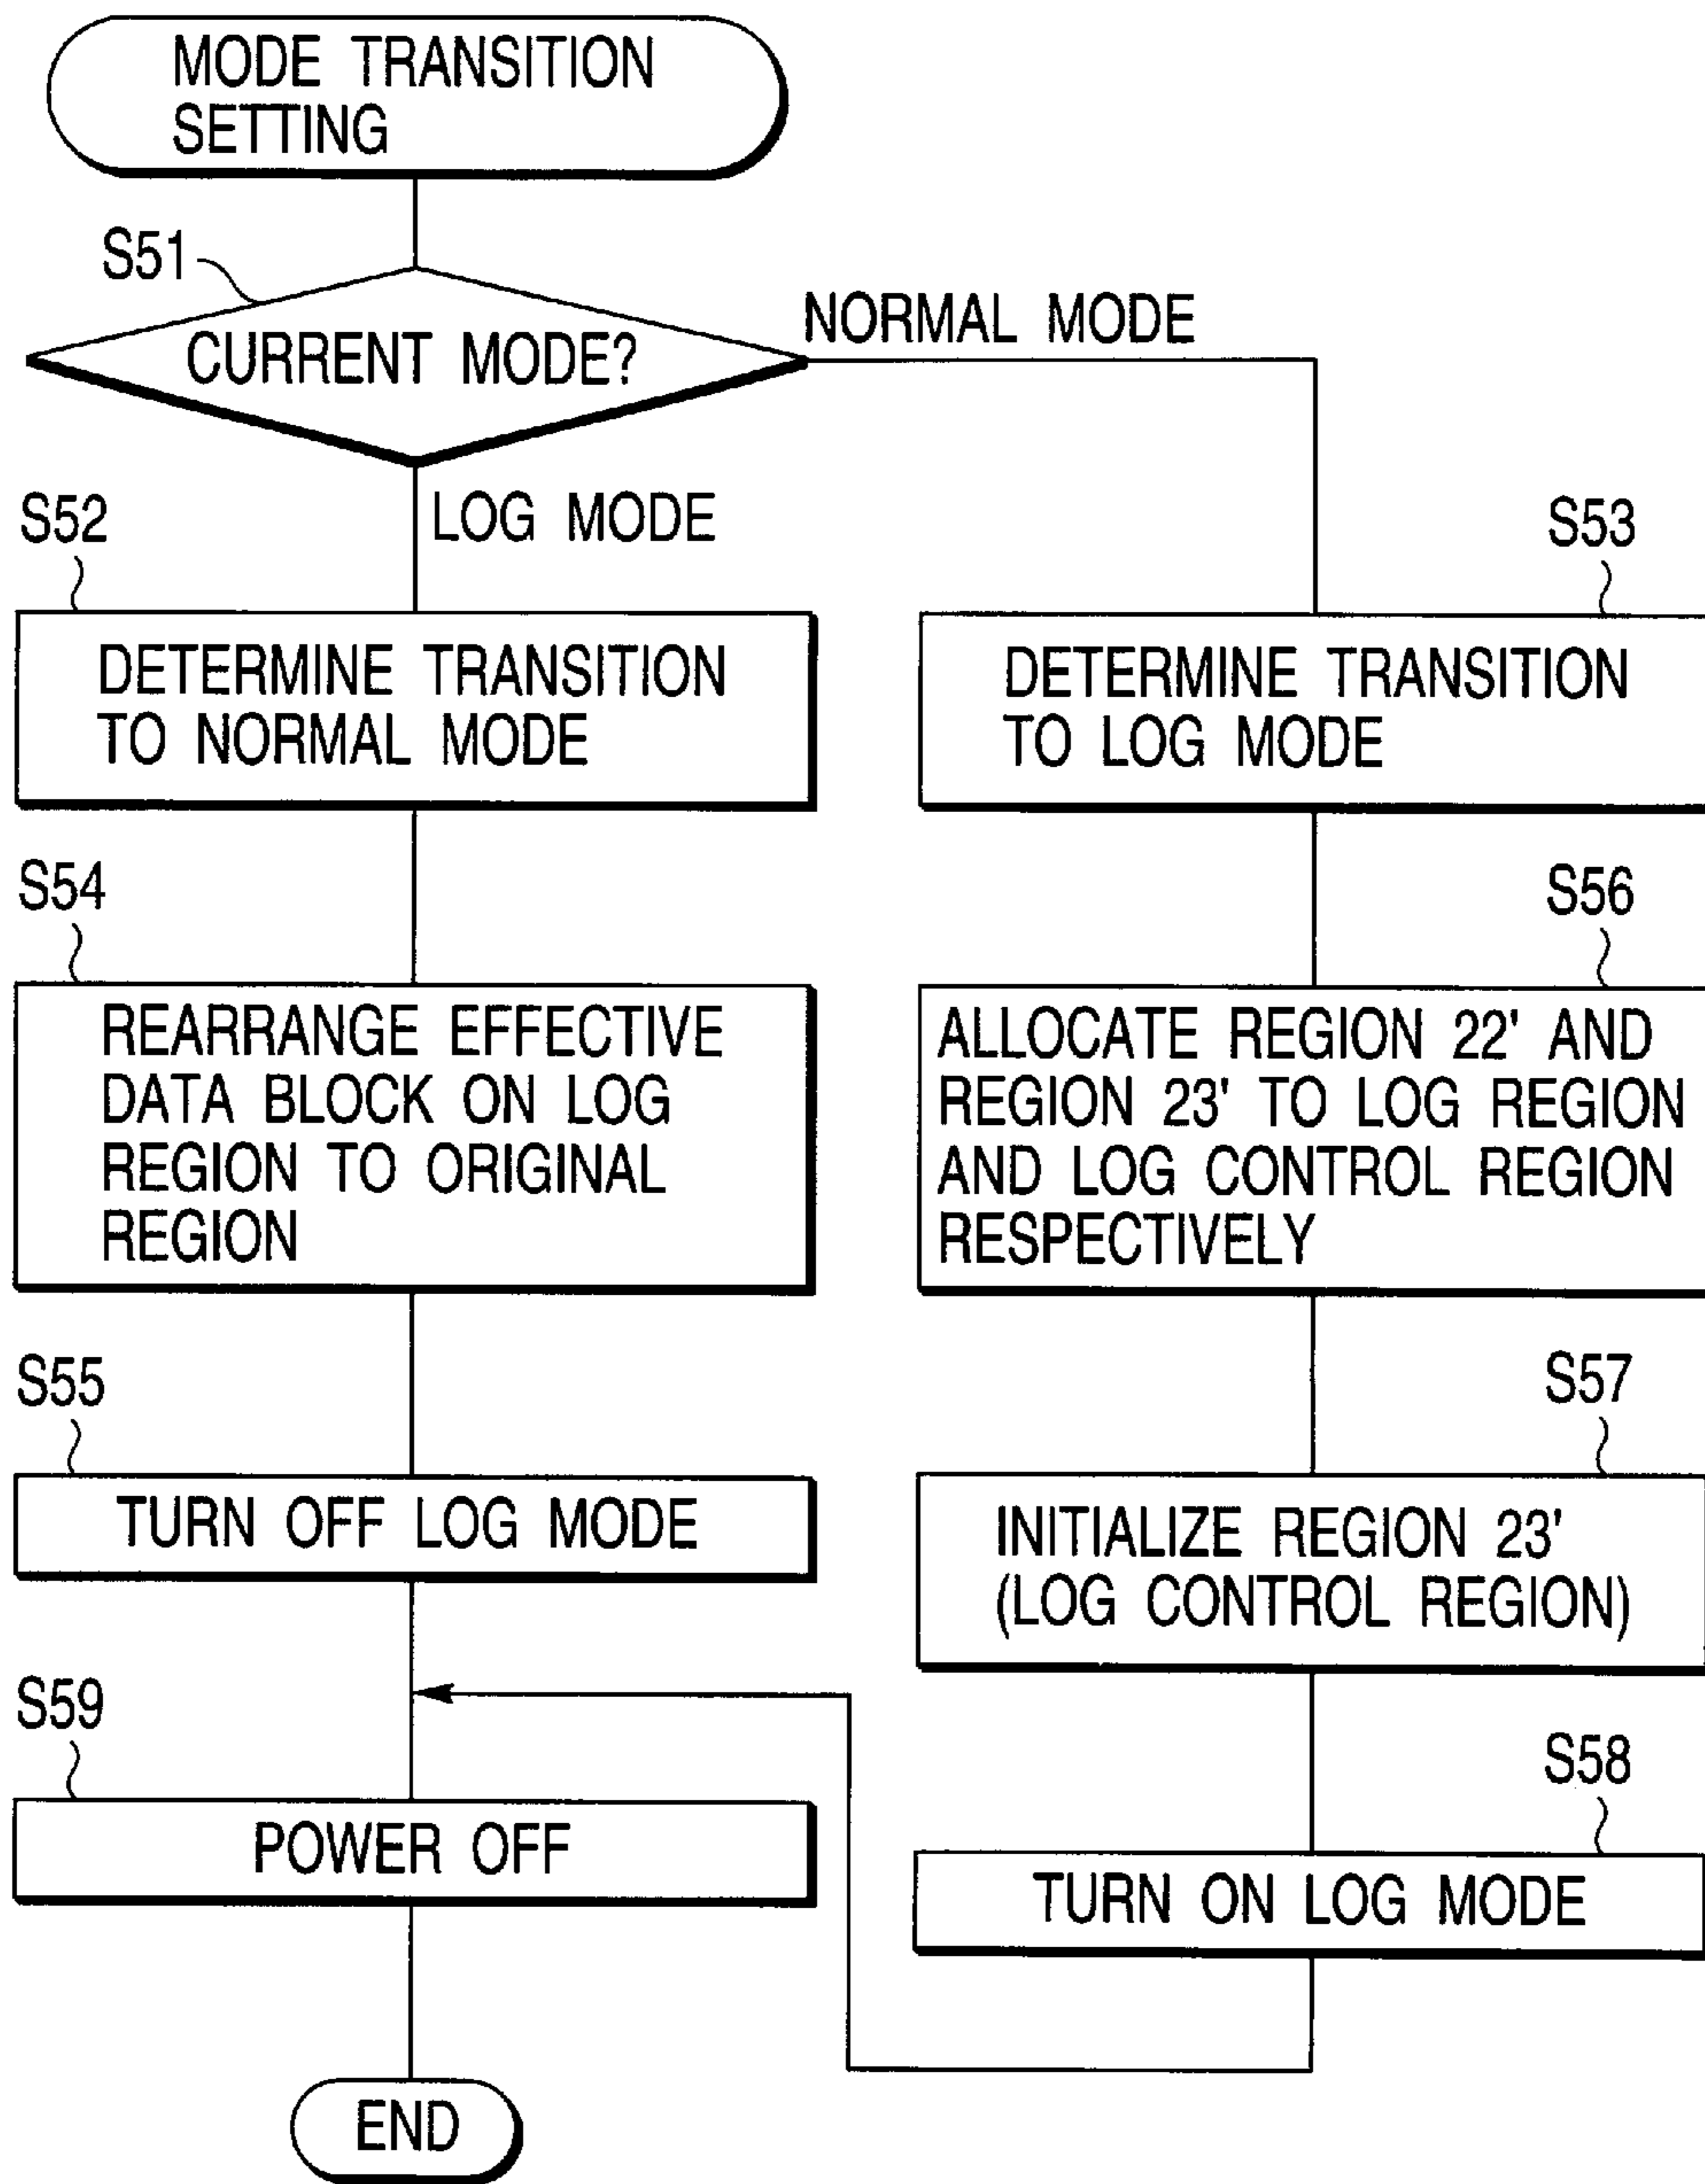 MODE TRANSITION
SETTING
S51
CURRENT MODE?
NORMAL MODE
LOG MODE
S52
DETERMINE TRANSITION
TO NORMAL MODE
S53
DETERMINE TRANSITION
TO LOG MODE
S54
REARRANGE EFFECTIVE
DATA BLOCK ON LOG
REGION TO ORIGINAL
REGION
S56
ALLOCATE REGION 22' AND
REGION 23' TO LOG REGION
AND LOG CONTROL REGION
RESPECTIVELY
S55
TURN OFF LOG MODE
S57
INITIALIZE REGION 23'
(LOG CONTROL REGION)
S59
POWER OFF
S58
TURN ON LOG MODE
END